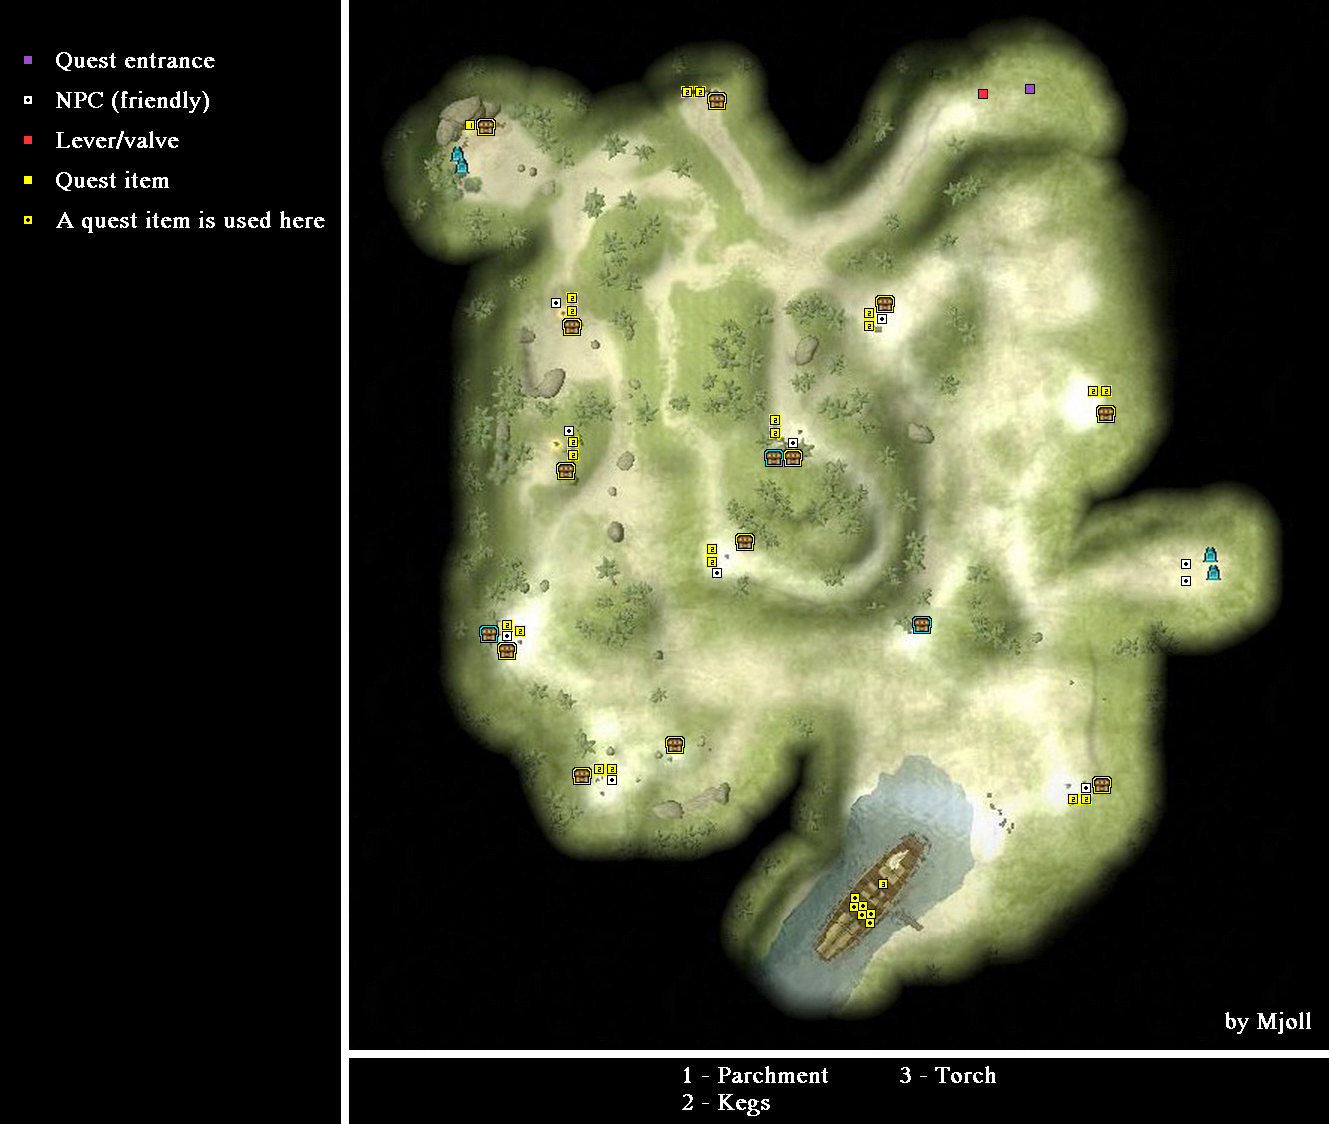 Quest entrance
NPC (friendly)
Lever/valve
Quest item
A quest item is used here
by Mjoll
1 - Parchment
3 - Torch
2 - Kegs